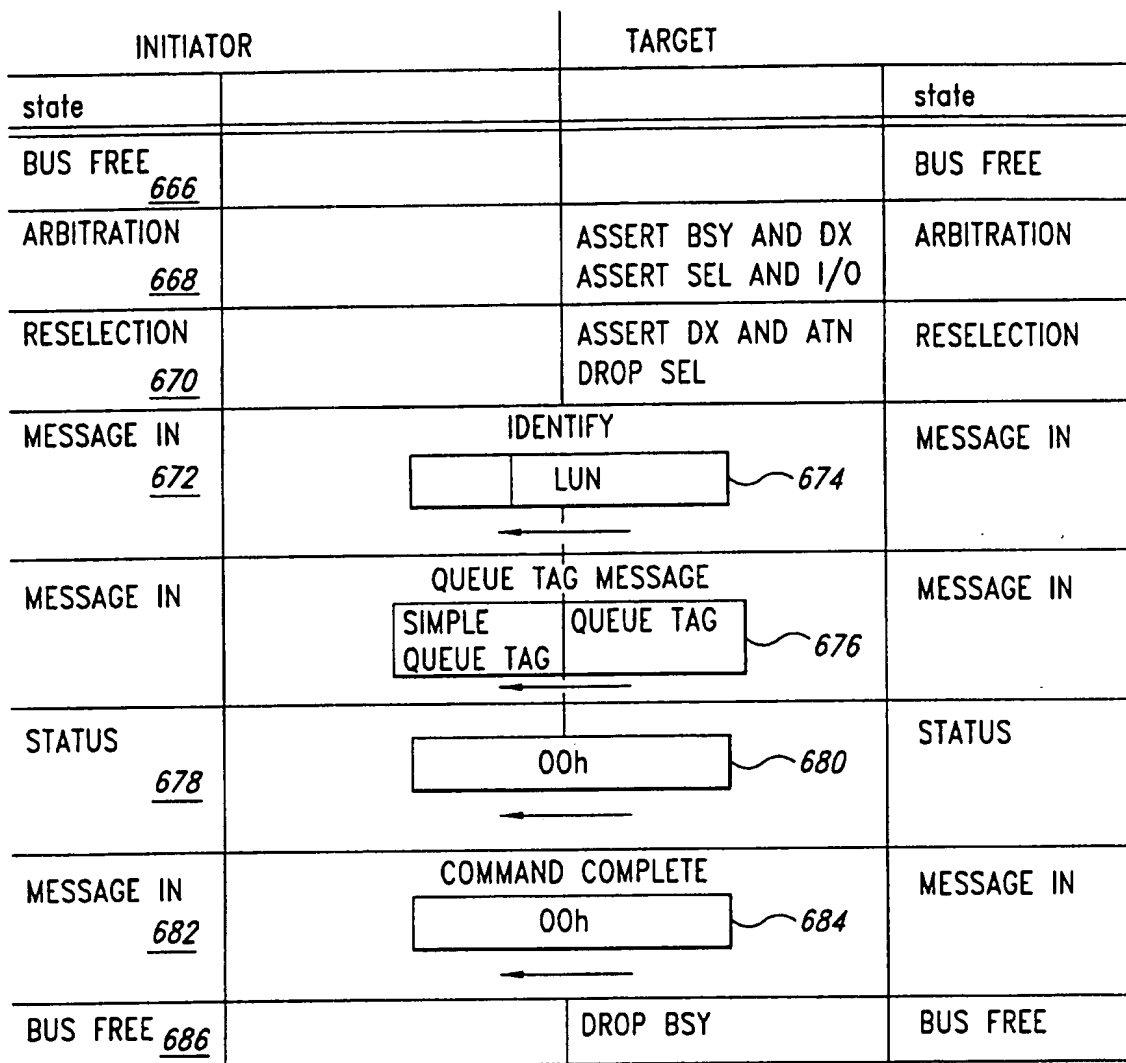 INITIATOR TARGET
state state
BUS FREE 666 BUS FREE
ARBITRATION 668 ASSERT BSY AND DX ARBITRATION
ASSERT SEL AND I/O
RESELECTION 670 ASSERT DX AND ATN RESELECTION
DROP SEL
MESSAGE IN 672 IDENTIFY MESSAGE IN
LUN 674
MESSAGE IN QUEUE TAG MESSAGE MESSAGE IN
SIMPLE QUEUE TAG
QUEUE TAG 676
STATUS 678 STATUS
00h 680
MESSAGE IN 682 COMMAND COMPLETE MESSAGE IN
00h 684
BUS FREE 686 DROP BSY BUS FREE